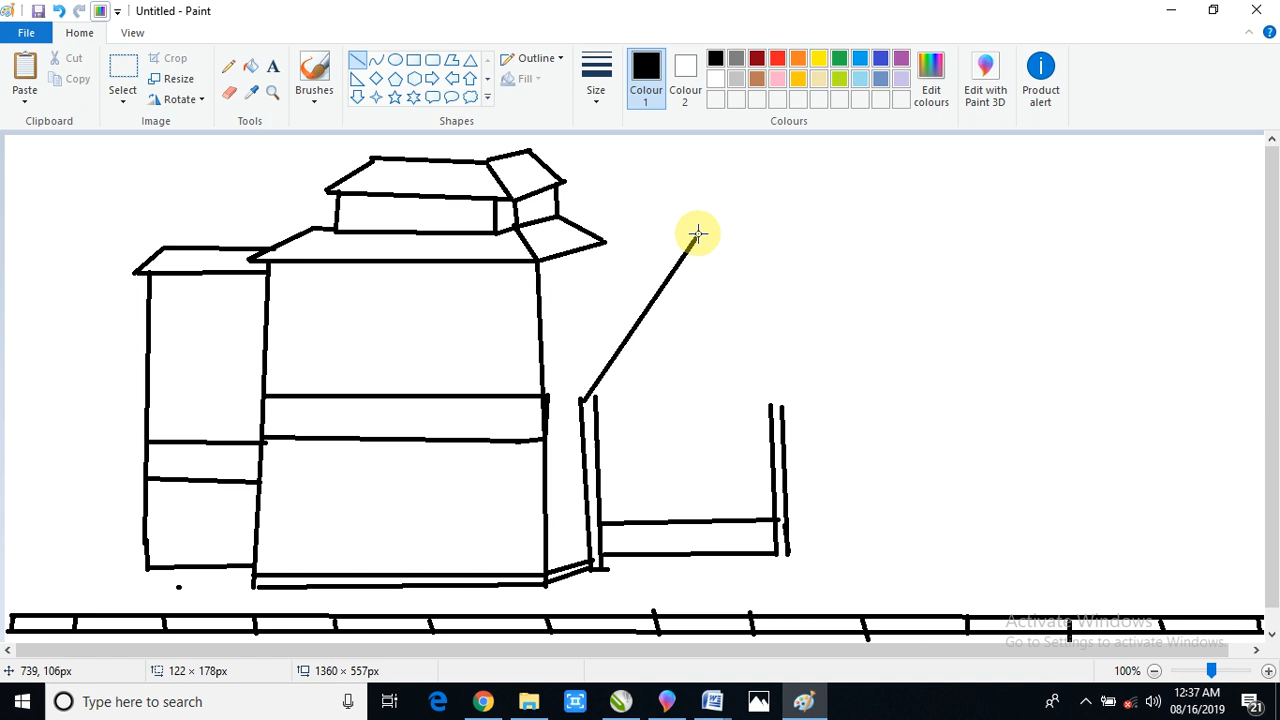 Untitled - Paint
File
Home
View
Paste
Cut
Copy
Clipboard
Select
Crop
Resize
Rotate
Image
A
Tools
Brushes
Outline
Fill
Shapes
Size
Colour
1
Colour
2
Edit
colours
Colours
Edit with
Paint 3D
Product
alert
Activate Windows
Go to Settings to activate Windows.
739, 106px
122 × 178px
1360 × 557px
100%
Type here to search
12:37 AM
08/16/2019
21